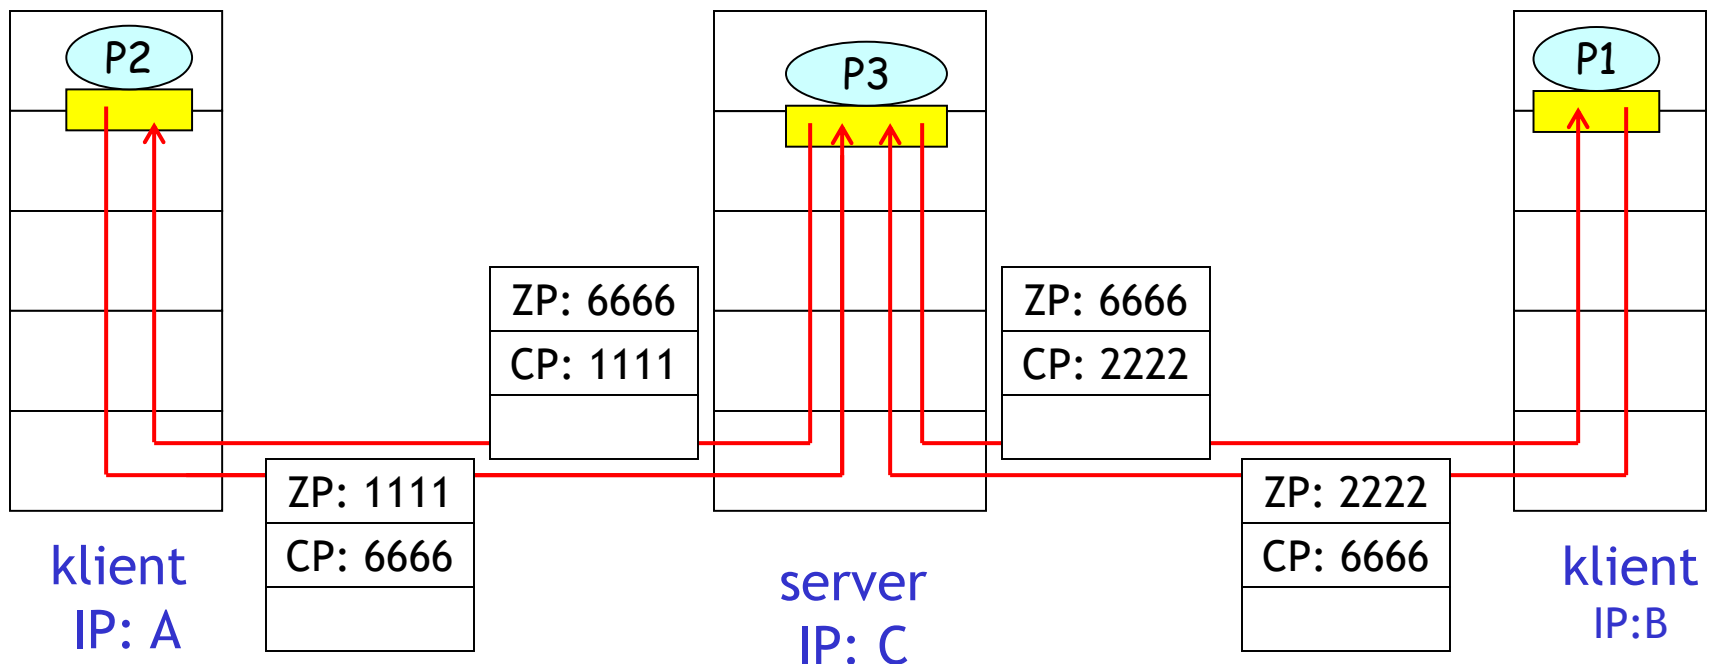 P2
P3
P1
ZP: 6666
CP: 1111
ZP: 6666
CP: 2222
ZP: 1111
CP: 6666
ZP: 2222
CP: 6666
klient
IP: A
server
IP: C
klient
IP:B